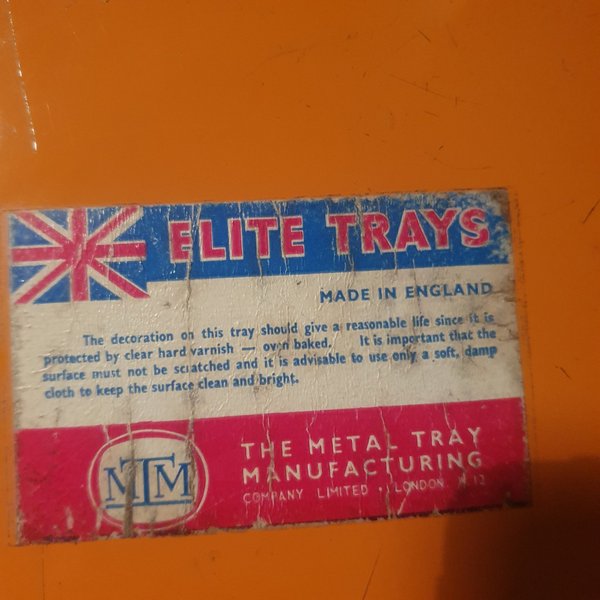 ELITE TRAYS
MADE IN ENGLAND
The decoration on this tray should give a reasonable life since it is
protected by clear hard varnish — oven baked. It is important that the
surface must not be scratched and it is advisable to use only a soft, damp
cloth to keep the surface clean and bright.
MTM
THE METAL TRAY
MANUFACTURING
COMPANY LIMITED · LONDON 12